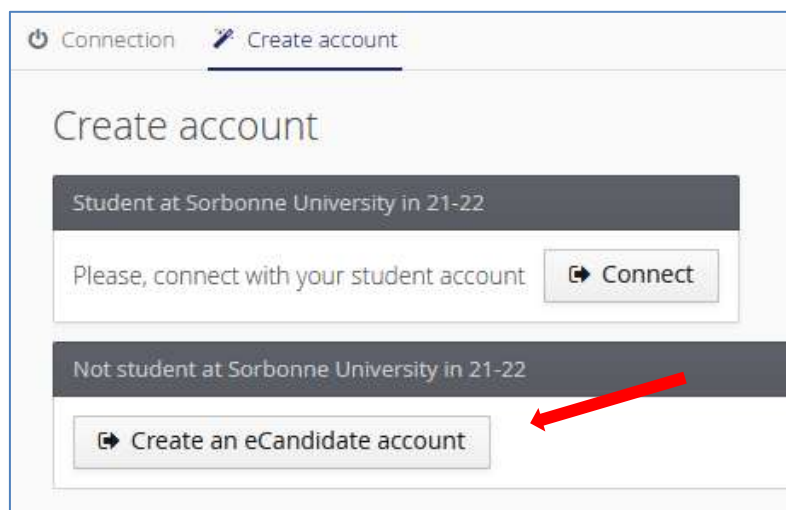 Connection Create account
Create account
Student at Sorbonne University in 21-22
Please, connect with your student account Connect
Not student at Sorbonne University in 21-22
Create an eCandidate account